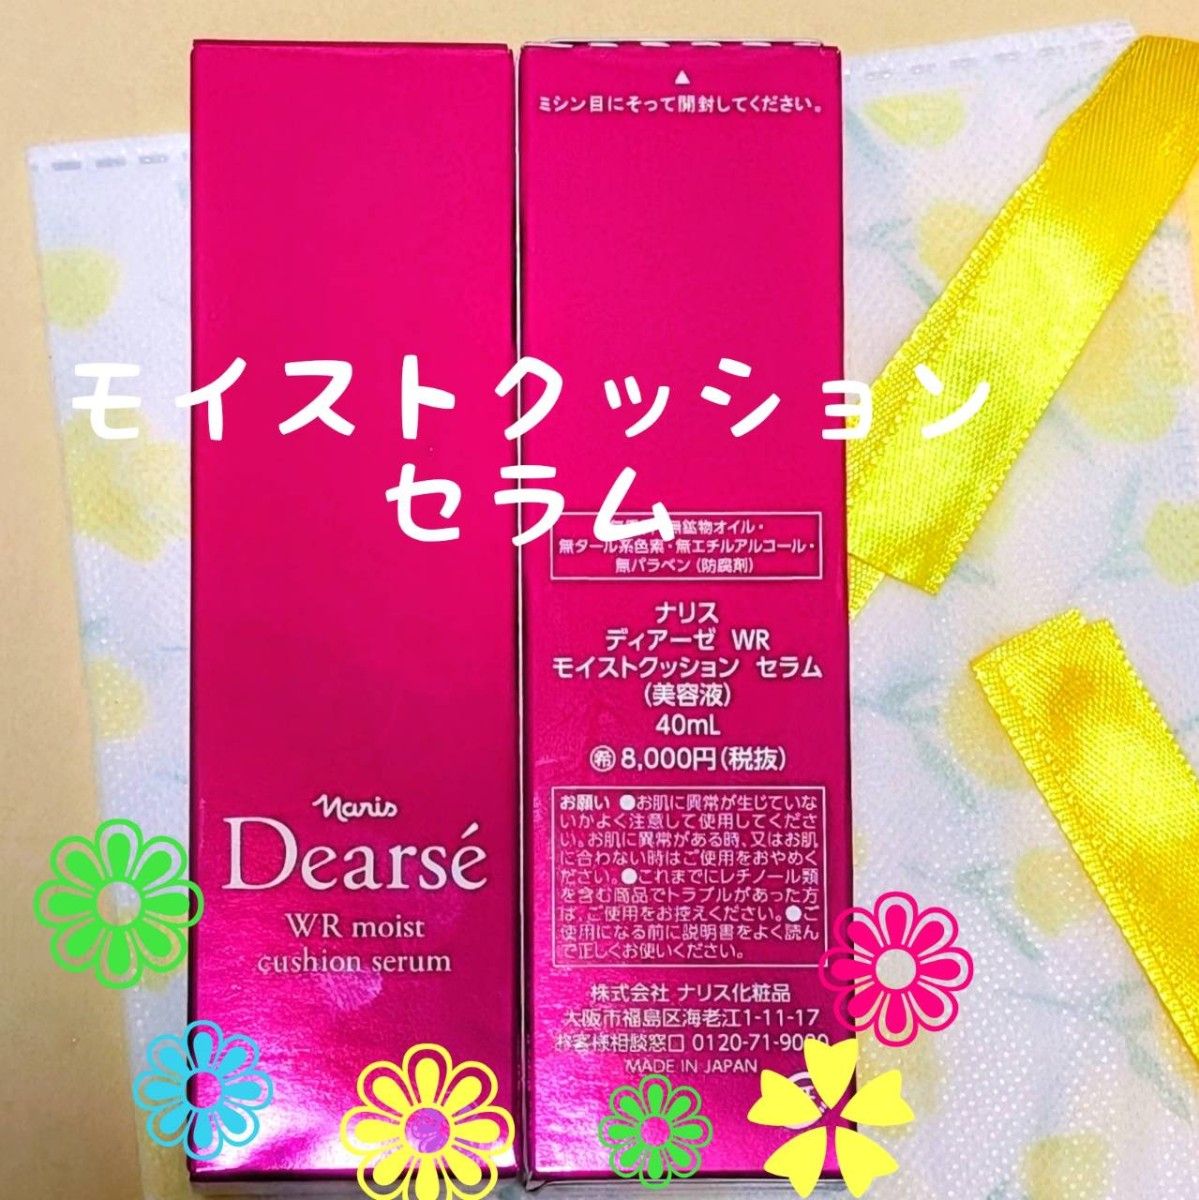 モイストクッション
セラム
naris
Dearsé
WR moist
cushion serum
ミシン目にそって開封してください。
無鉱物オイル・
無タール系色素・無エチルアルコール・
無パラベン(防腐剤)
ナリス
ディアーゼ WR
モイストクッション セラム
(美容液)
40mL
㊒8,000円(税抜)
お願い ●お肌に異常が生じていな
いかよく注意して使用してくださ
い。お肌に異常がある時、又はお肌
に合わない時はご使用をおやめく
ださい。●これまでにレチノール類
を含む商品でトラブルがあった方
は、ご使用をお控えください。●ご
使用になる前に説明書をよく読ん
で正しくお使いください。
株式会社 ナリス化粧品
大阪市福島区海老江1-11-17
お客様相談窓口 0120-71-9000
MADE IN JAPAN